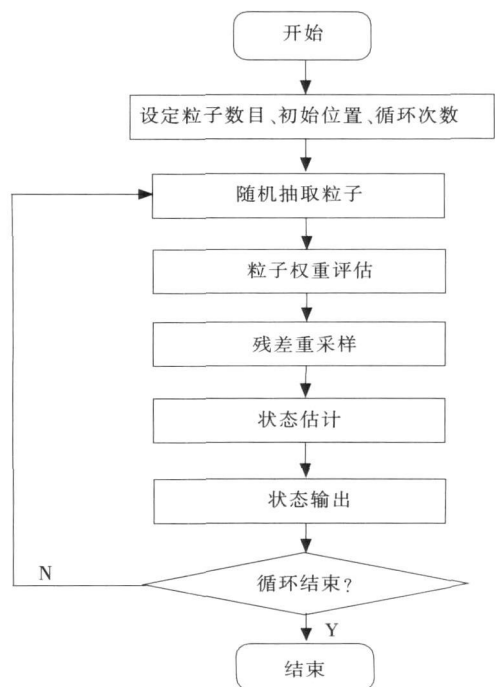 开始
设定粒子数目、初始位置、循环次数
随机抽取粒子
粒子权重评估
残差重采样
状态估计
状态输出
循环结束?
N
Y
结束